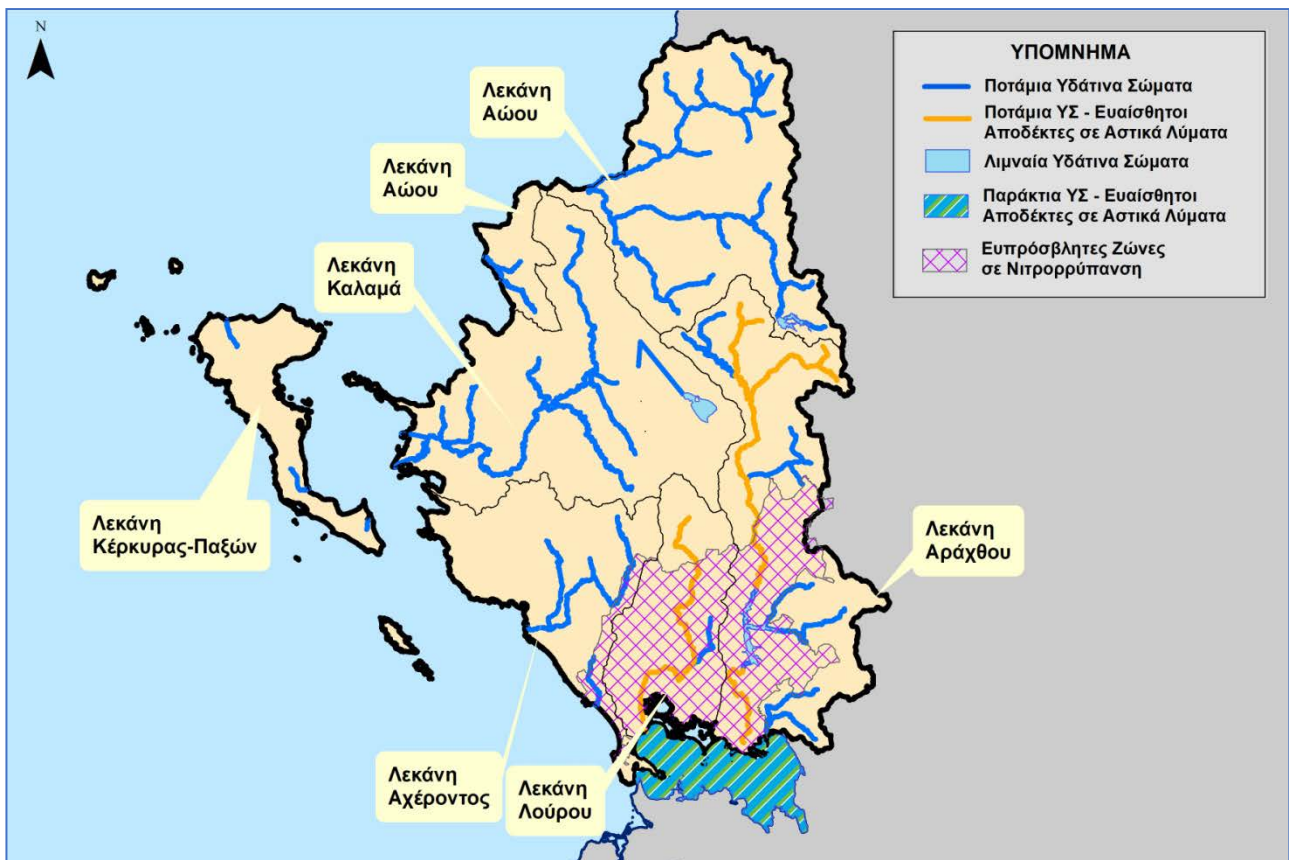 N
ΥΠΟΜΝΗΜΑ
Ποτάμια Υδάτινα Σώματα
Ποτάμια ΥΣ - Ευαίσθητοι
Αποδέκτες σε Αστικά Λύματα
Λιμναία Υδάτινα Σώματα
Παράκτια ΥΣ - Ευαίσθητοι
Αποδέκτες σε Αστικά Λύματα
Ευπρόσβλητες Ζώνες
σε Νιτρορρύπανση
Λεκάνη
Αώου
Λεκάνη
Αώου
Λεκάνη
Καλαμά
Λεκάνη
Κέρκυρας-Παξών
Λεκάνη
Αράχθου
Λεκάνη
Αχέροντος
Λεκάνη
Λούρου